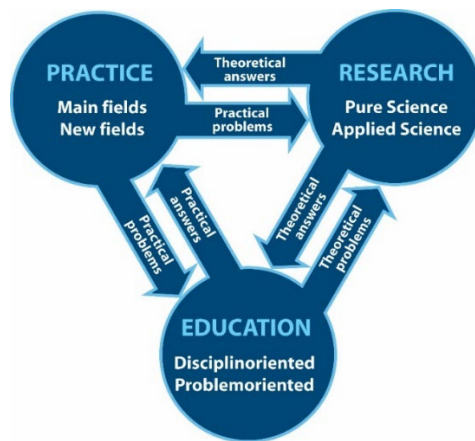 Theoretical
answers
PRACTICE
RESEARCH
Main fields
New fields
Practical
problems
Pure Science
Applied Science
Practical
problems
Practical
answers
Theoretical
answers
Theoretical
problems
EDUCATION
Disciplinoriented
Problemoriented